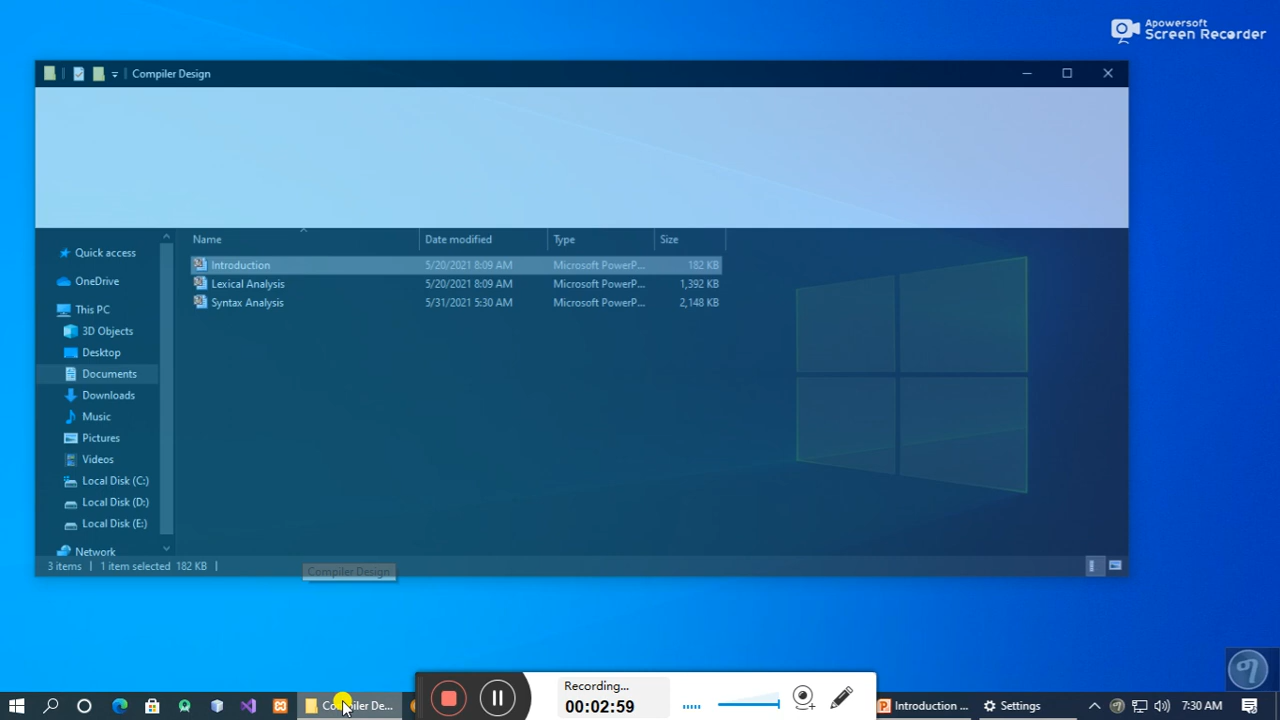 Apowersoft
Screen Recorder
Compiler Design
Name Date modified Type Size
Quick access
Introduction 5/20/2021 8:09 AM Microsoft PowerP... 182 KB
OneDrive
Lexical Analysis 5/20/2021 8:09 AM Microsoft PowerP... 1,392 KB
This PC
Syntax Analysis 5/31/2021 5:30 AM Microsoft PowerP... 2,148 KB
3D Objects
Desktop
Documents
Downloads
Music
Pictures
Videos
Local Disk (C:)
Local Disk (D:)
Local Disk (E:)
Network
3 items 1 item selected 182 KB
Compiler Design
Compiler De...
Recording...
00:02:59
Introduction ...
Settings
7:30 AM